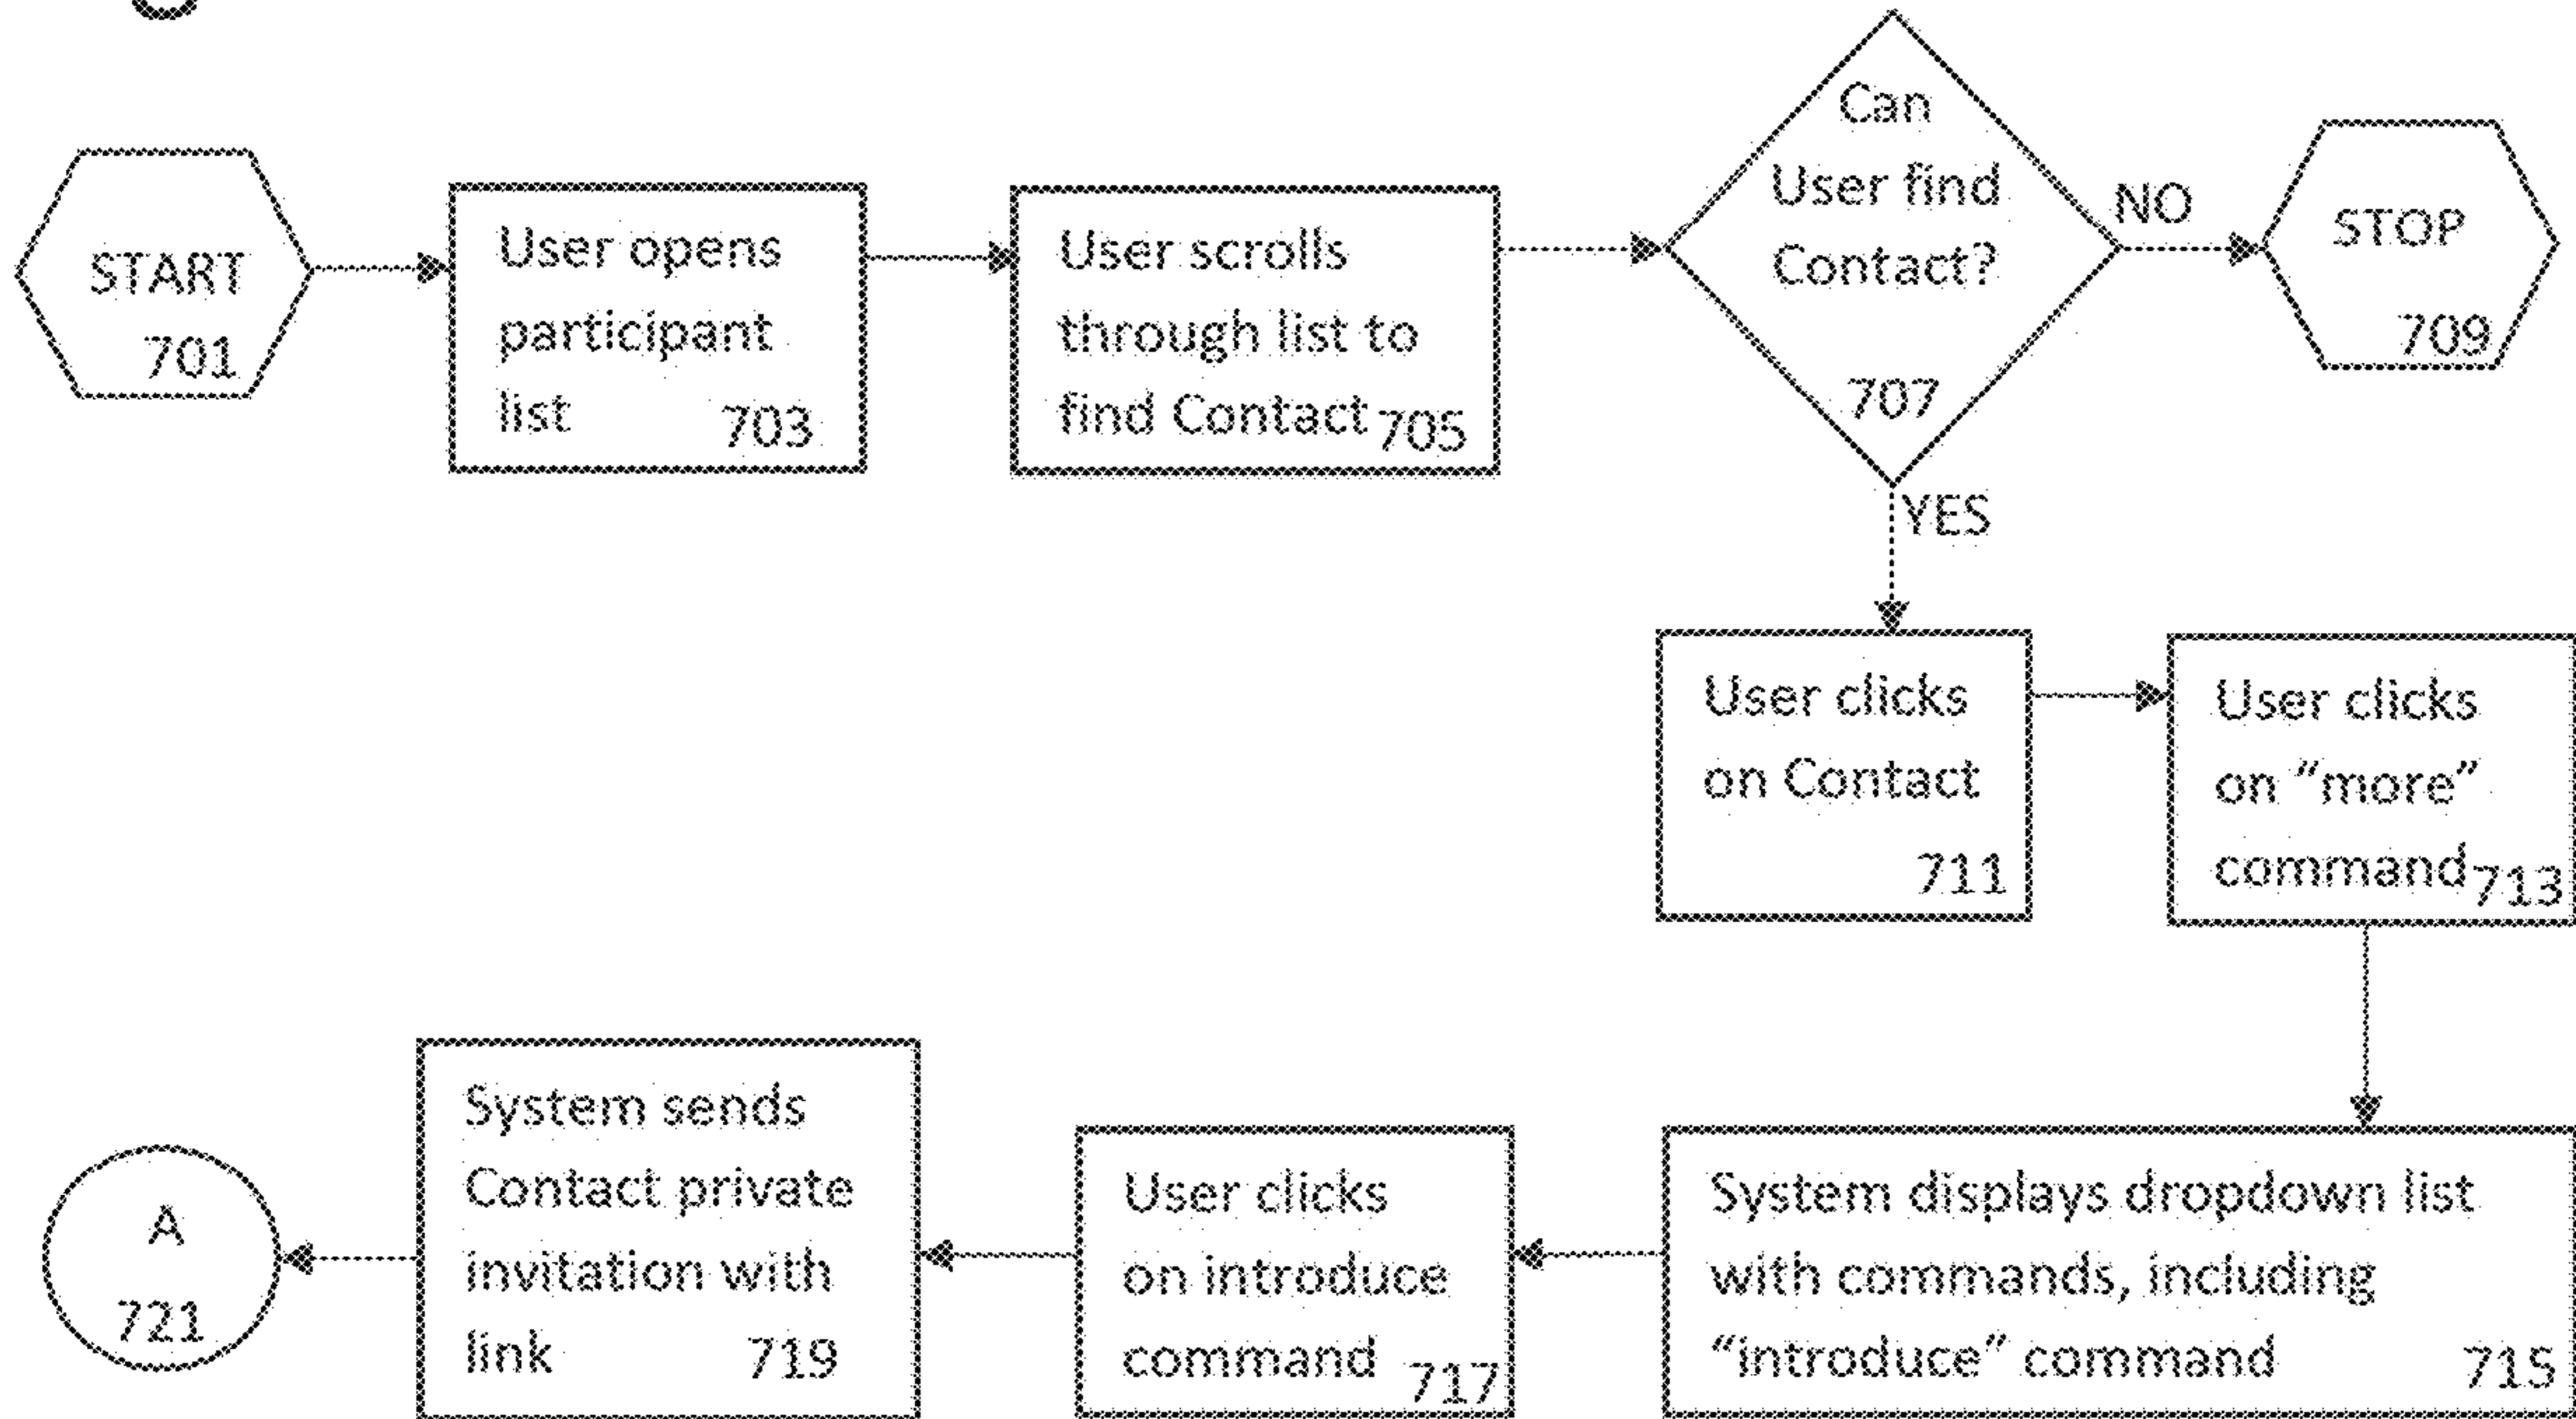 START
701
User opens
participant
list 703
User scrolls
through list to
find Contact 705
Can
User find
Contact?
707
NO
STOP
709
YES
User clicks
on Contact
711
User clicks
on “more”
command 713
System displays dropdown list
with commands, including
“introduce” command 715
User clicks
on introduce
command 717
System sends
Contact private
invitation with
link 719
A
721